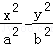 x²/a² - y²/b²